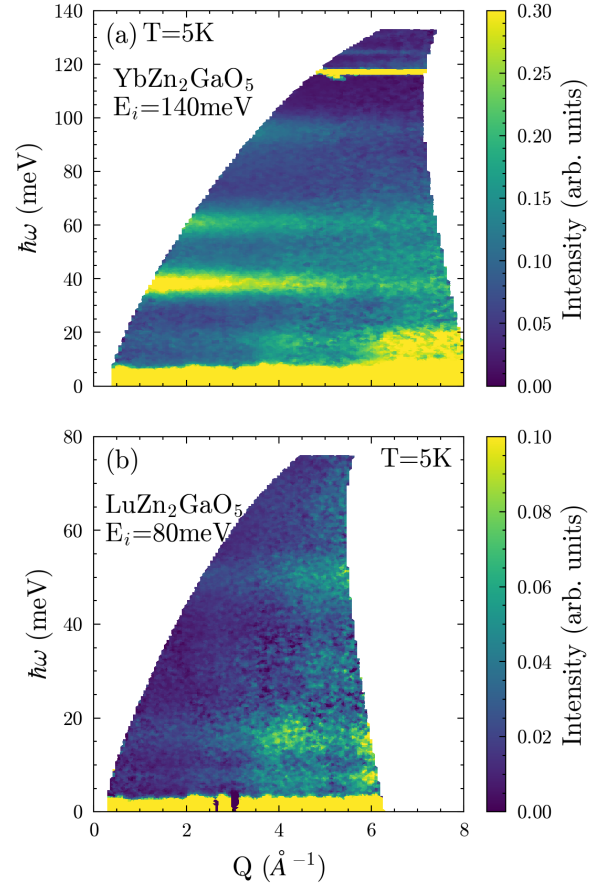 (a) T=5K
YbZn₂GaO₅
Eᵢ=140meV
ħω (meV)
140
120
100
80
60
40
20
0
0.30
0.25
0.20
0.15
0.10
0.05
0.00
Intensity (arb. units)
(b) T=5K
LuZn₂GaO₅
Eᵢ=80meV
ħω (meV)
80
60
40
20
0
0 2 4 6 8
Q (Å⁻¹)
0.10
0.08
0.06
0.04
0.02
0.00
Intensity (arb. units)